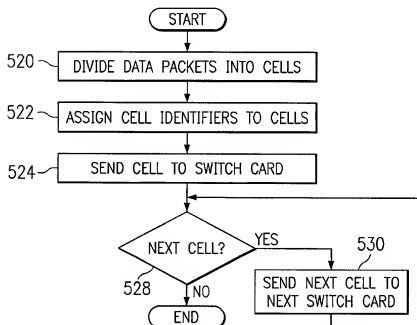 START
520
DIVIDE DATA PACKETS INTO CELLS
522
ASSIGN CELL IDENTIFIERS TO CELLS
524
SEND CELL TO SWITCH CARD
NEXT CELL?
YES
528
NO
530
SEND NEXT CELL TO
NEXT SWITCH CARD
END